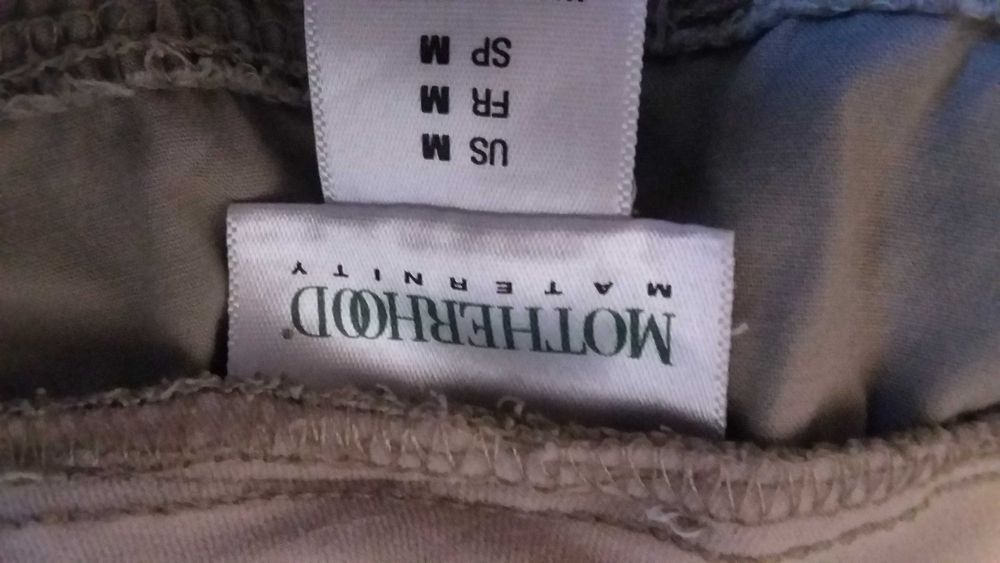 MOTHERHOOD®
MATERNITY
US M
FR M
SP M